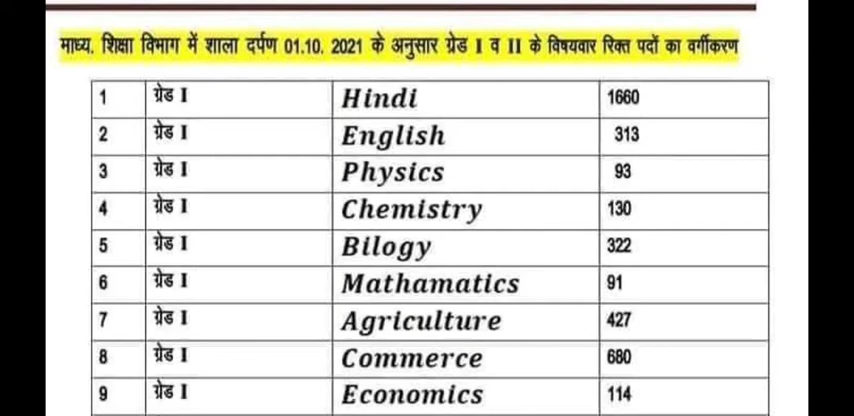 माध्य. शिक्षा विभाग में शाला दर्पण 01.10. 2021 के अनुसार ग्रेड I व II के विषयवार रिक्त पदों का वर्गीकरण
1 ग्रेड I Hindi 1660
2 ग्रेड I English 313
3 ग्रेड I Physics 93
4 ग्रेड I Chemistry 130
5 ग्रेड I Bilogy 322
6 ग्रेड I Mathamatics 91
7 ग्रेड I Agriculture 427
8 ग्रेड I Commerce 680
9 ग्रेड I Economics 114